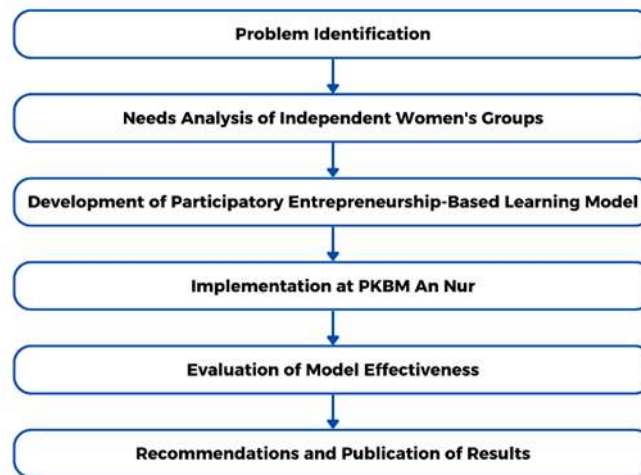 Problem Identification
Needs Analysis of Independent Women's Groups
Development of Participatory Entrepreneurship-Based Learning Model
Implementation at PKBM An Nur
Evaluation of Model Effectiveness
Recommendations and Publication of Results